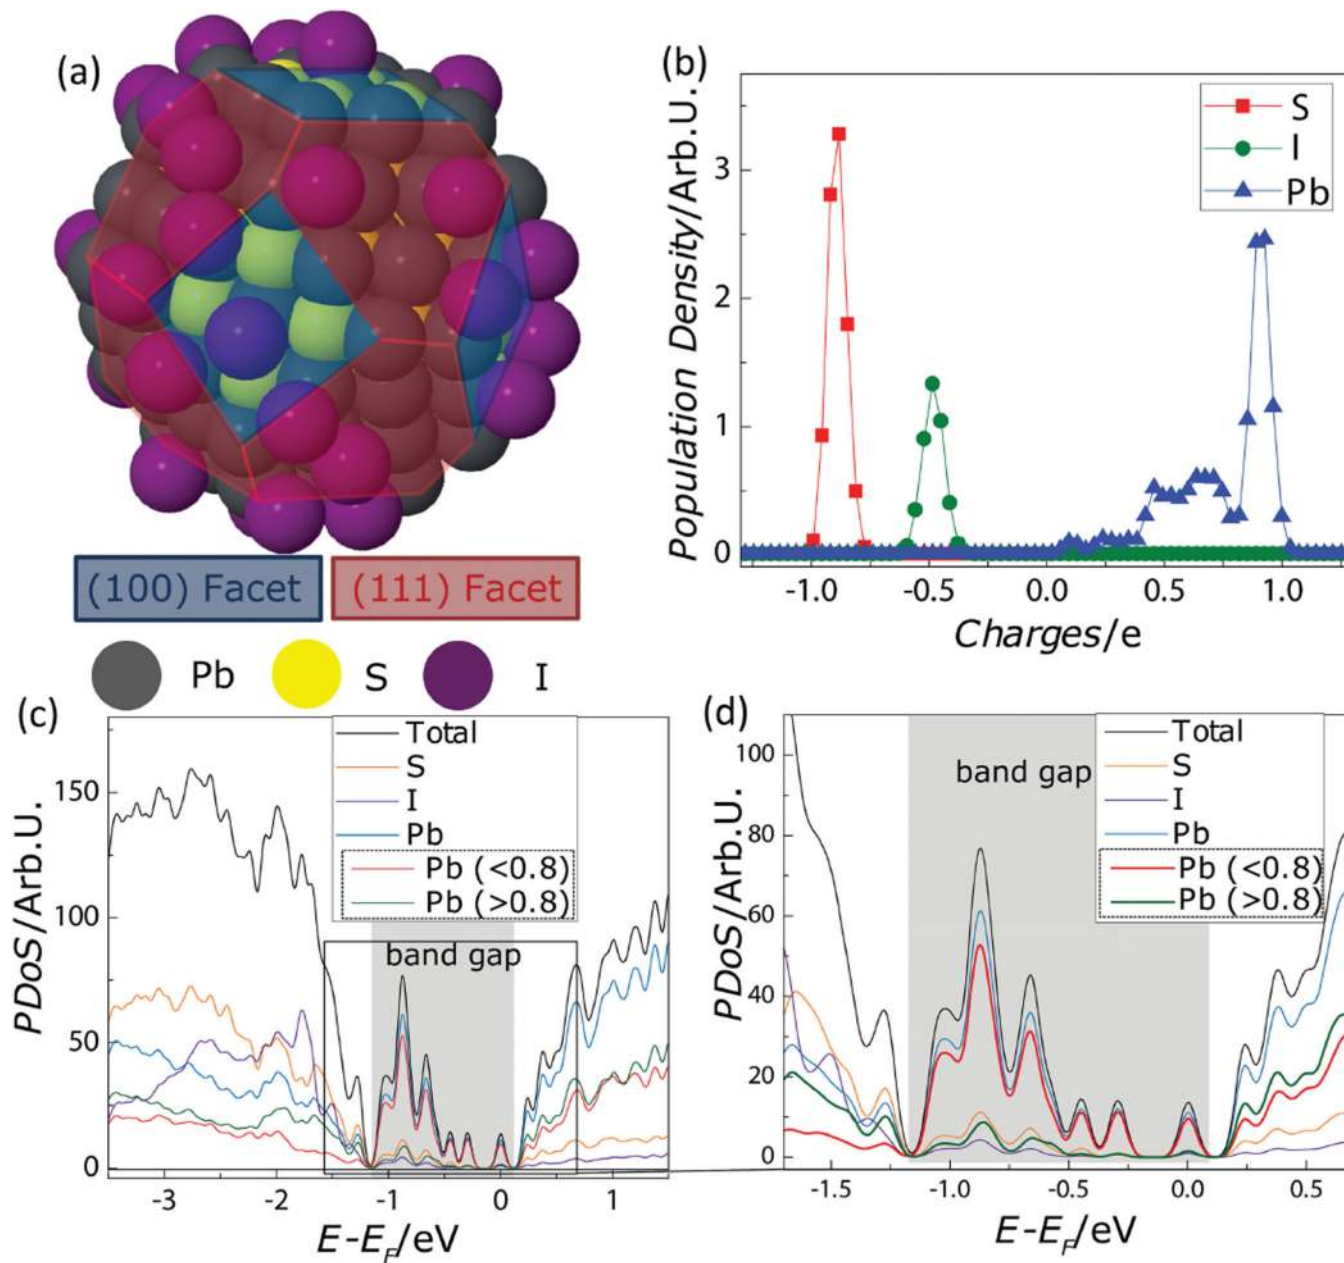 (a)
(100) Facet
(111) Facet
Pb
S
I
(b)
Population Density/Arb.U.
3
2
1
0
S
I
Pb
-1.0
-0.5
0.0
0.5
1.0
Charges/e
(c)
PDoS/Arb.U.
150
100
50
0
Total
S
I
Pb
Pb (<0.8)
Pb (>0.8)
band gap
-3
-2
-1
0
1
E-E_F/eV
(d)
PDoS/Arb.U.
100
80
60
40
20
0
band gap
Total
S
I
Pb
Pb (<0.8)
Pb (>0.8)
-1.5
-1.0
-0.5
0.0
0.5
E-E_F/eV